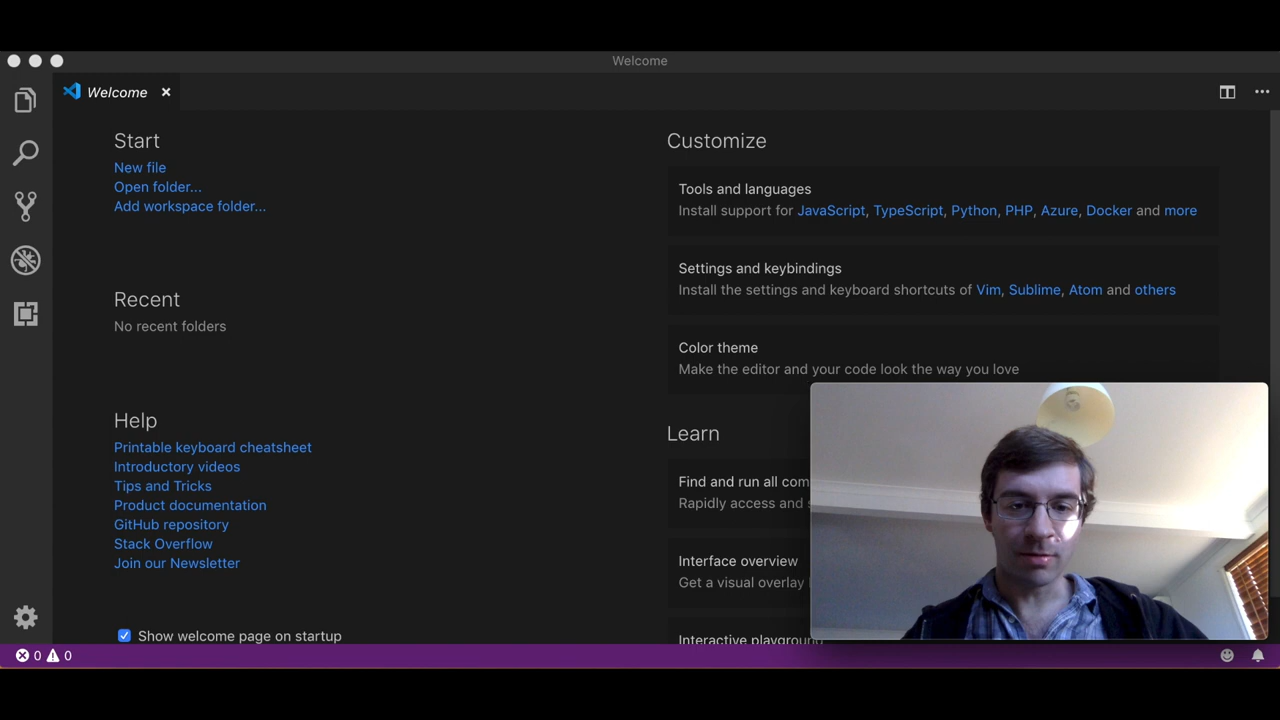 Welcome
Welcome
Start
New file
Open folder...
Add workspace folder...
Recent
No recent folders
Help
Printable keyboard cheatsheet
Introductory videos
Tips and Tricks
Product documentation
GitHub repository
Stack Overflow
Join our Newsletter
Show welcome page on startup
Customize
Tools and languages
Install support for JavaScript, TypeScript, Python, PHP, Azure, Docker and more
Settings and keybindings
Install the settings and keyboard shortcuts of Vim, Sublime, Atom and others
Color theme
Make the editor and your code look the way you love
Learn
Find and run all com
Rapidly access and
Interface overview
Get a visual overlay
Interactive playground
0 0